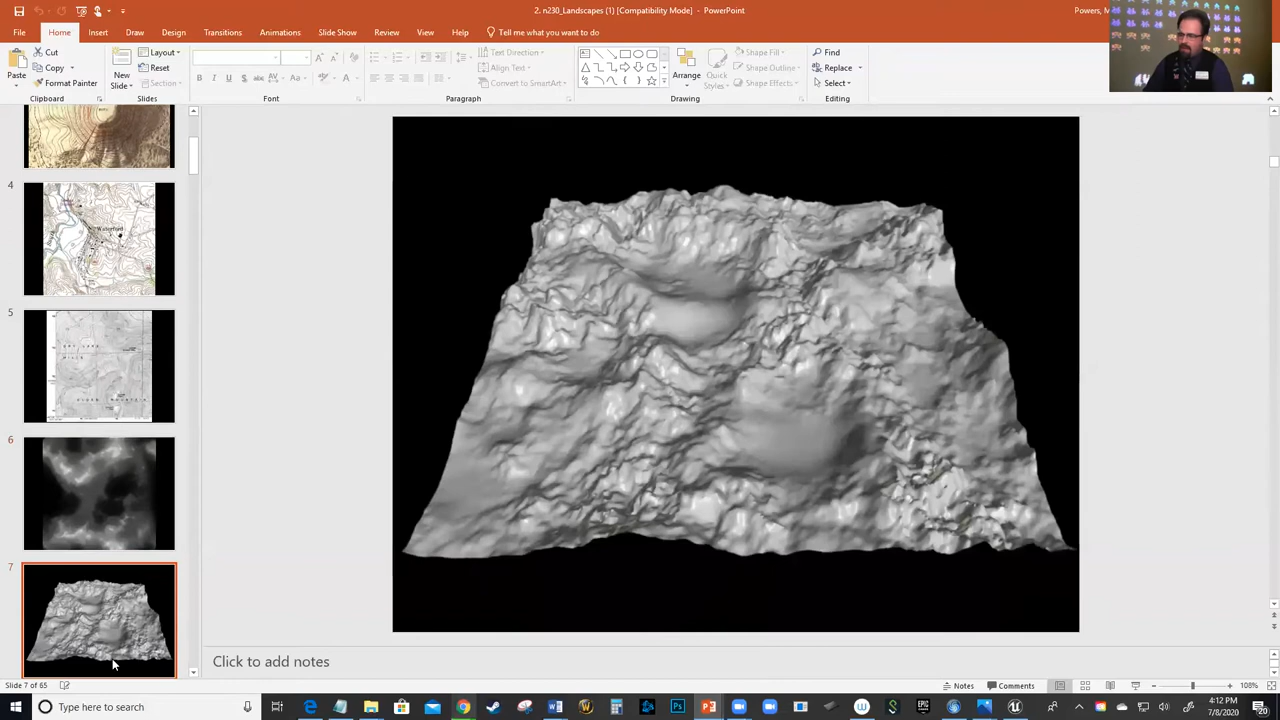 2. n230_Landscapes (1) [Compatibility Mode] - PowerPoint
Powers, M
File Home Insert Draw Design Transitions Animations Slide Show Review View Help Tell me what you want to do
Cut
Copy
Format Painter
Paste
Clipboard
New
Slide
Layout
Reset
Section
Slides
B I U S
Aa
A
Font
Text Direction
Align Text
Convert to SmartArt
Paragraph
Arrange
Quick
Styles
Shape Fill
Shape Outline
Shape Effects
Drawing
Find
Replace
Select
Editing
4
5
6
7
Click to add notes
Slide 7 of 65
Notes
Comments
108%
Type here to search
4:12 PM
7/8/2020
20